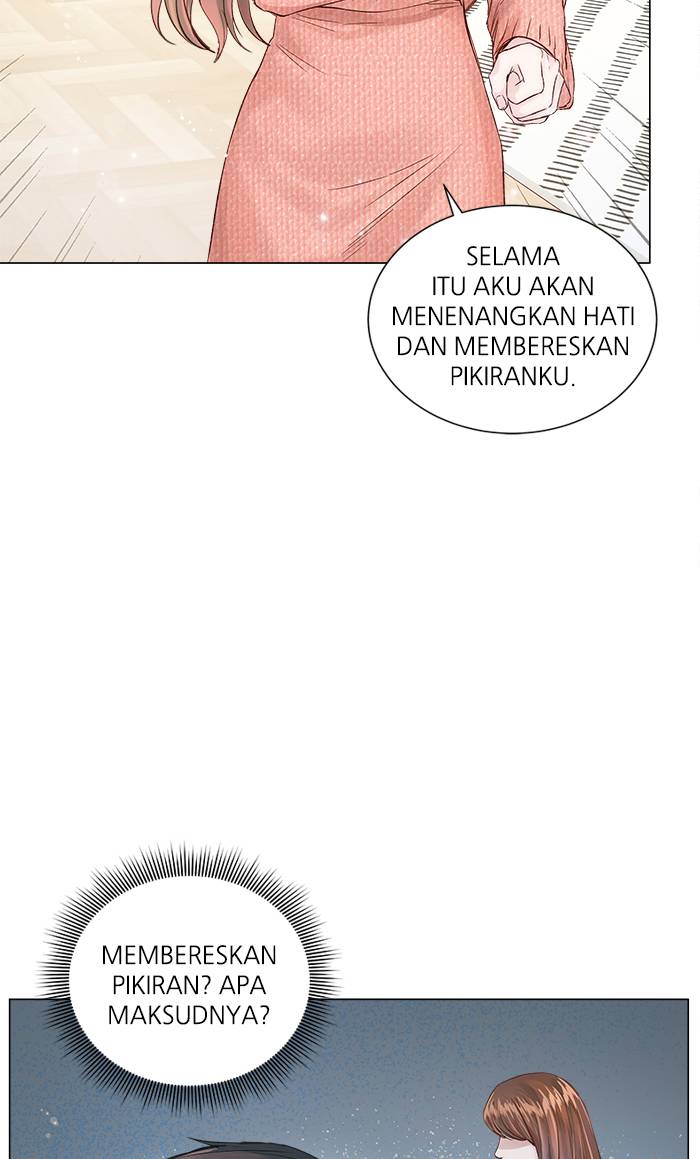 SELAMA
ITU AKU AKAN
MENENANGKAN HATI
DAN MEMBERESKAN
PIKIRANKU.
MEMBERESKAN
PIKIRAN? APA
MAKSUDNYA?